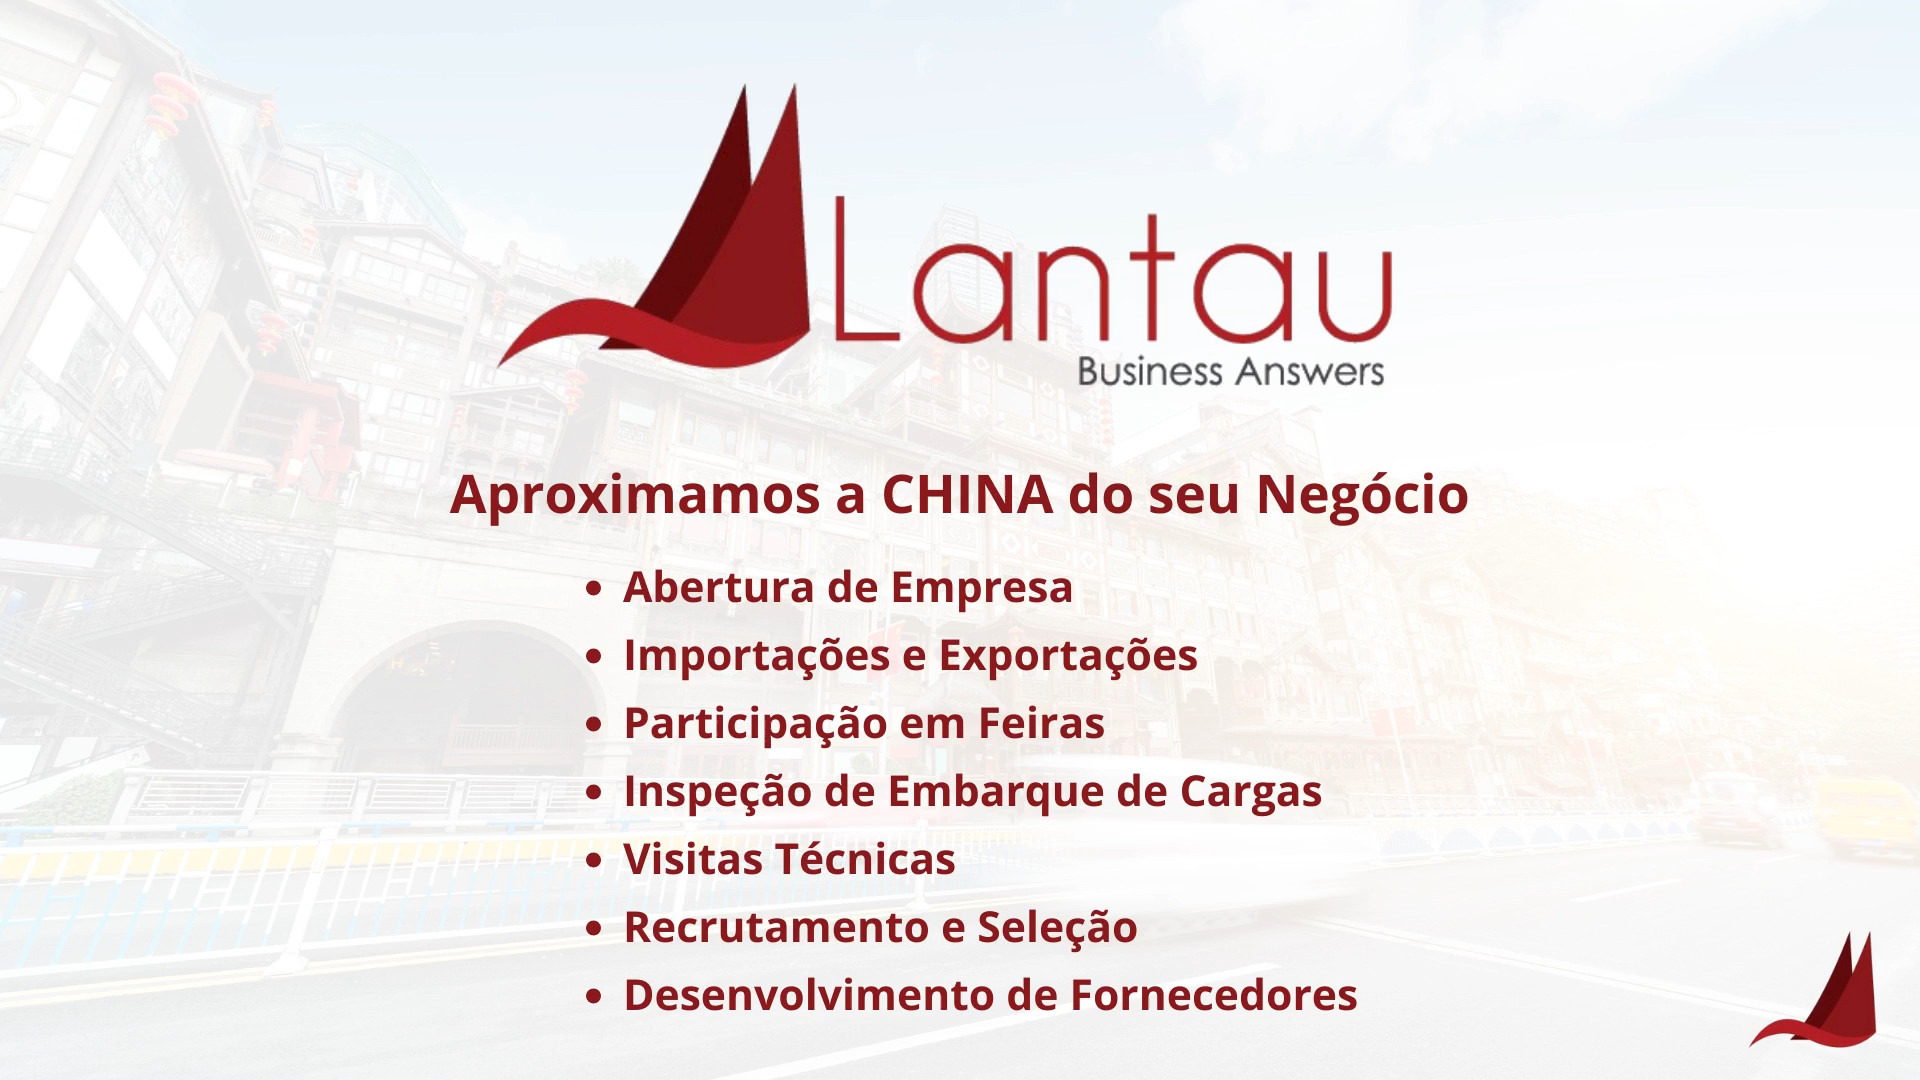 Lantau
Business Answers
Aproximamos a CHINA do seu Negócio
• Abertura de Empresa
• Importações e Exportações
• Participação em Feiras
• Inspeção de Embarque de Cargas
• Visitas Técnicas
• Recrutamento e Seleção
• Desenvolvimento de Fornecedores